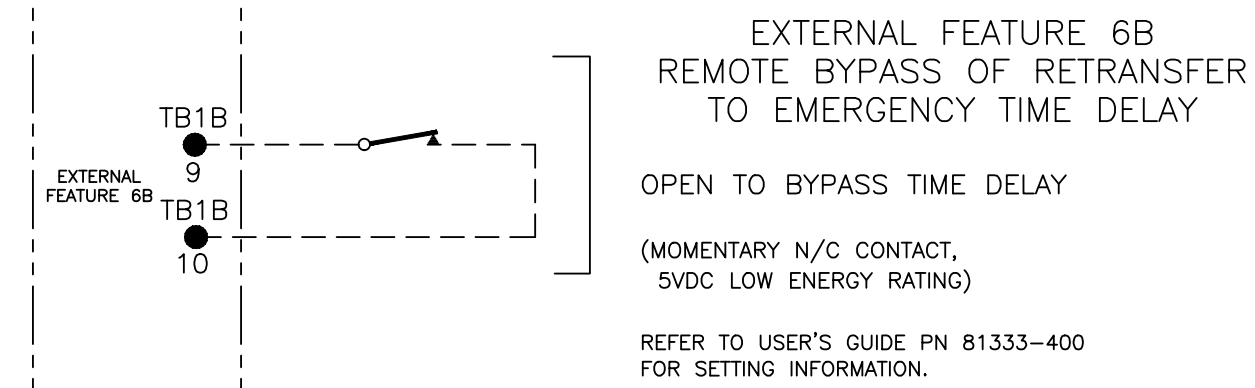 TB1B
9
EXTERNAL
FEATURE 6B
TB1B
10
EXTERNAL FEATURE 6B
REMOTE BYPASS OF RETRANSFER
TO EMERGENCY TIME DELAY
OPEN TO BYPASS TIME DELAY
(MOMENTARY N/C CONTACT,
5VDC LOW ENERGY RATING)
REFER TO USER'S GUIDE PN 81333-400
FOR SETTING INFORMATION.